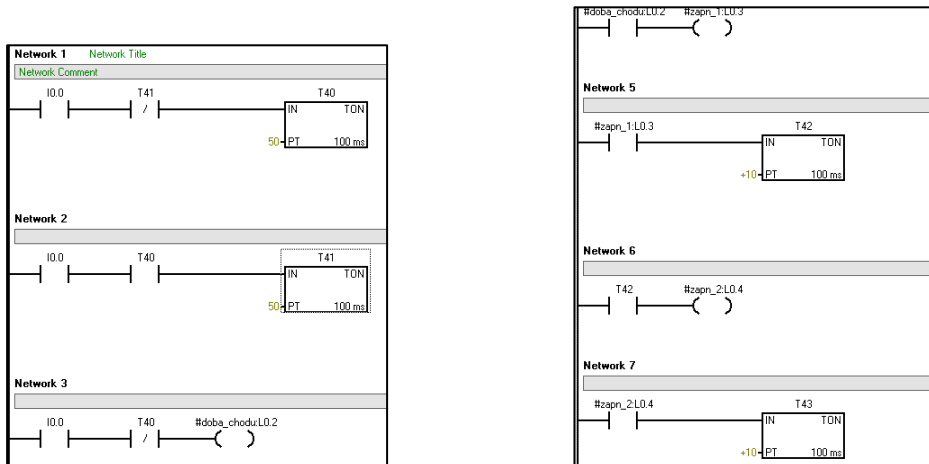 Network 1 Network Title
Network Comment
I0.0 T41 T40
/ IN TON
50 PT 100 ms
Network 2
I0.0 T40 T41
IN TON
50 PT 100 ms
Network 3
I0.0 T40 #doba_chodu:L0.2
/
#doba_chodu:L0.2 #zapn_1:L0.3
Network 5
#zapn_1:L0.3 T42
IN TON
+10 PT 100 ms
Network 6
T42 #zapn_2:L0.4
Network 7
#zapn_2:L0.4 T43
IN TON
+10 PT 100 ms